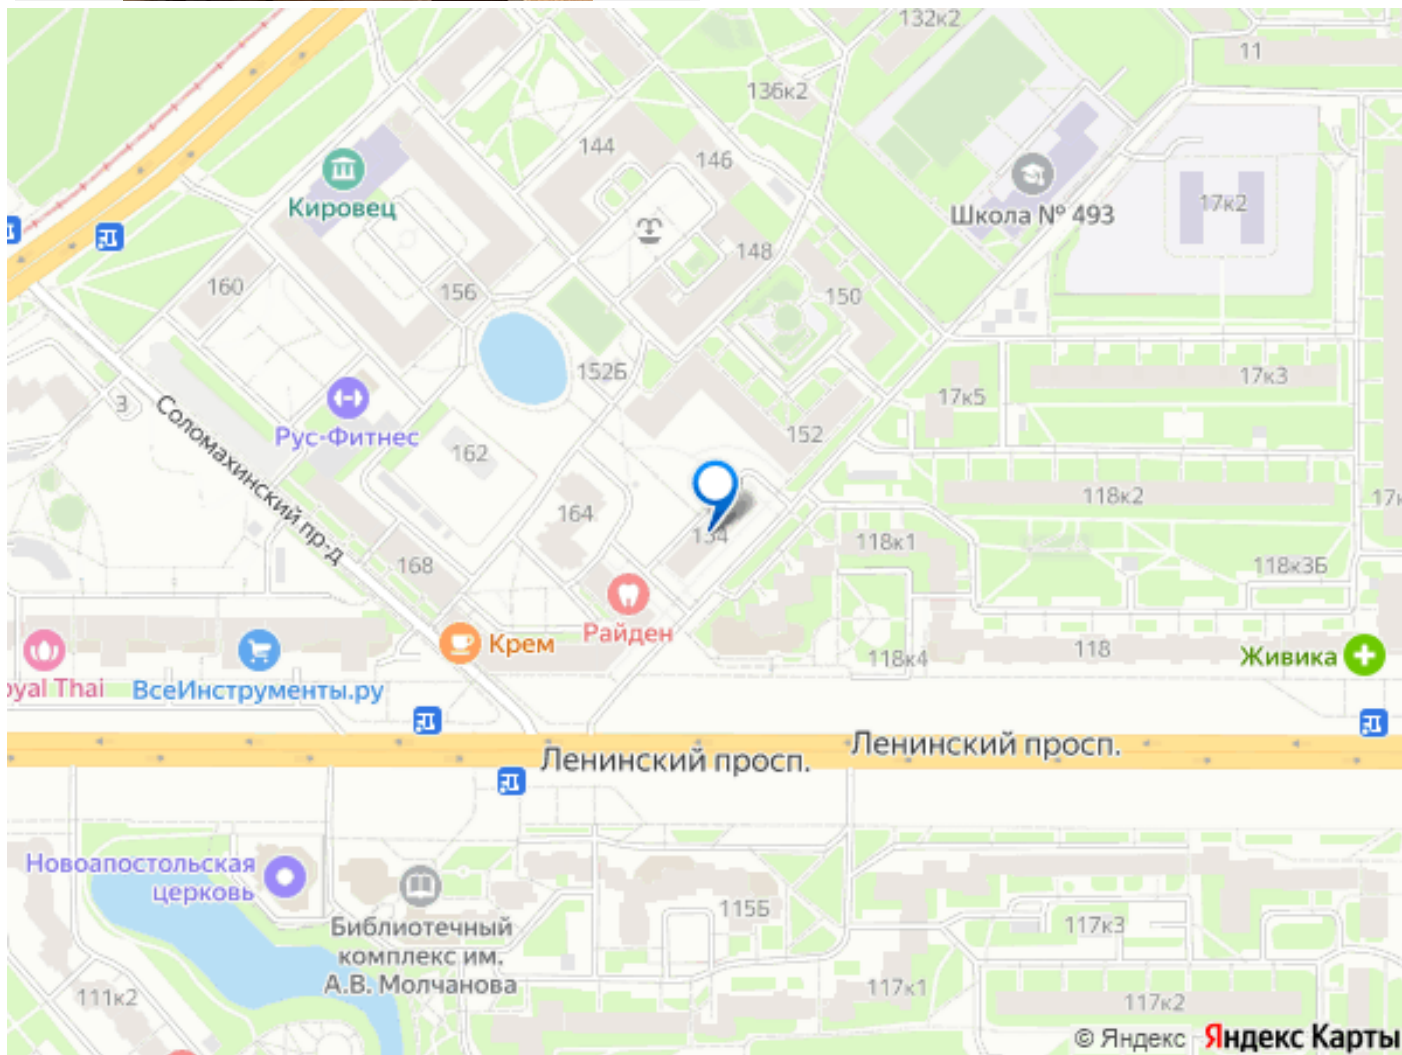 132к2
11
136к2
144
146
Кировец
Школа № 493
17к2
148
160
156
150
152Б
17к3
17к5
3
Соломахинский пр-д
Рус-Фитнес
152
162
118к2
164
134
118к1
168
118к3Б
Райден
Крем
118
118к4
Живика
yal Thai
ВсеИнструменты.ру
Ленинский просп.
Ленинский просп.
Новоапостольская
церковь
115Б
Библиотечный
комплекс им.
А.В. Молчанова
117к3
111к2
117к1
117к2
© Яндекс Яндекс Карты